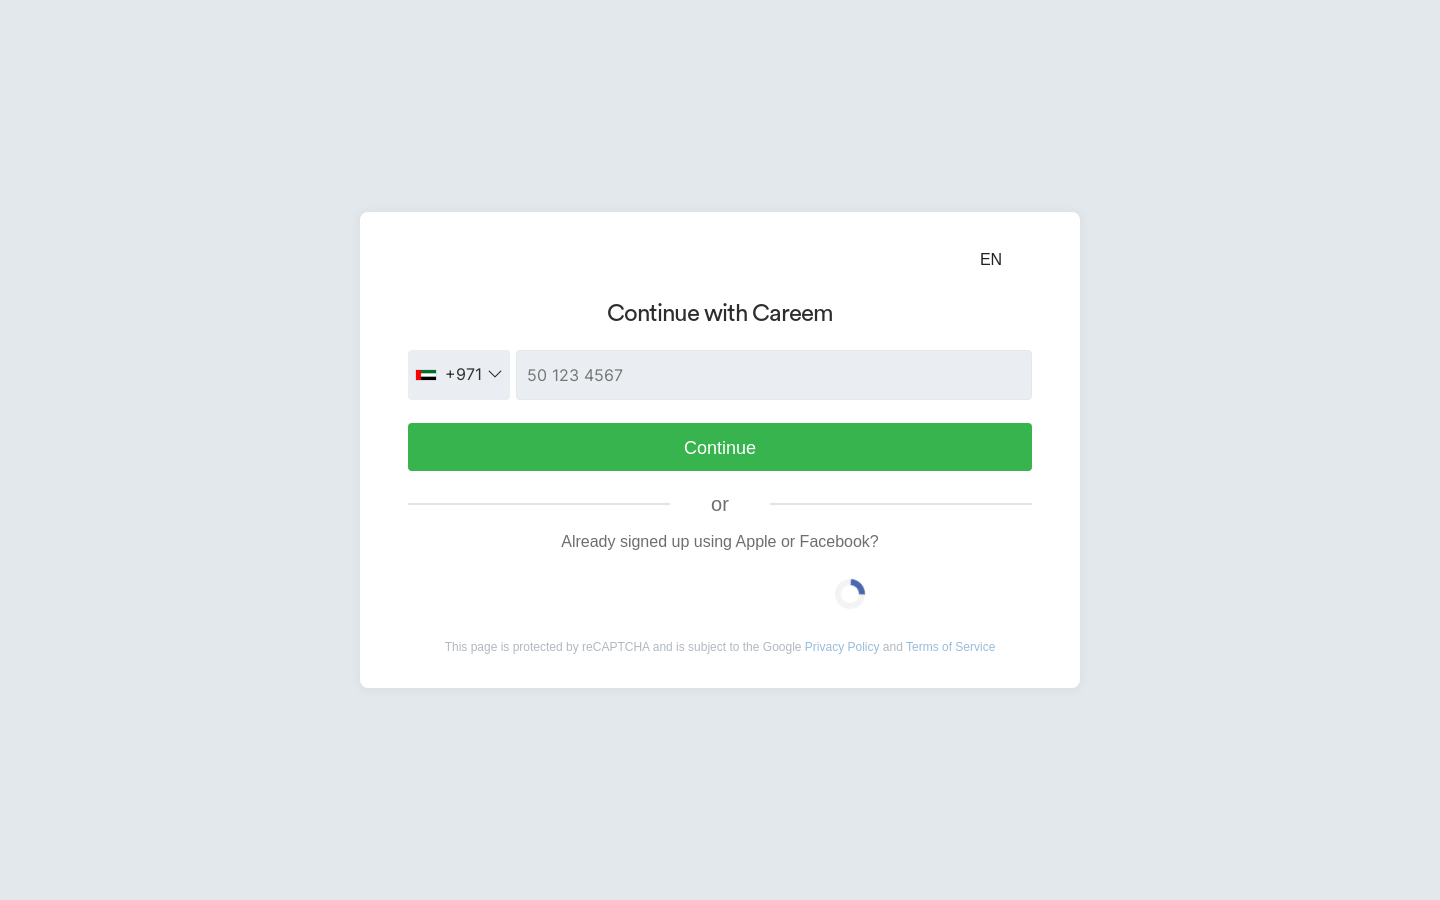 EN
Continue with Careem
+971 50 123 4567
Continue
or
Already signed up using Apple or Facebook?
This page is protected by reCAPTCHA and is subject to the Google Privacy Policy and Terms of Service